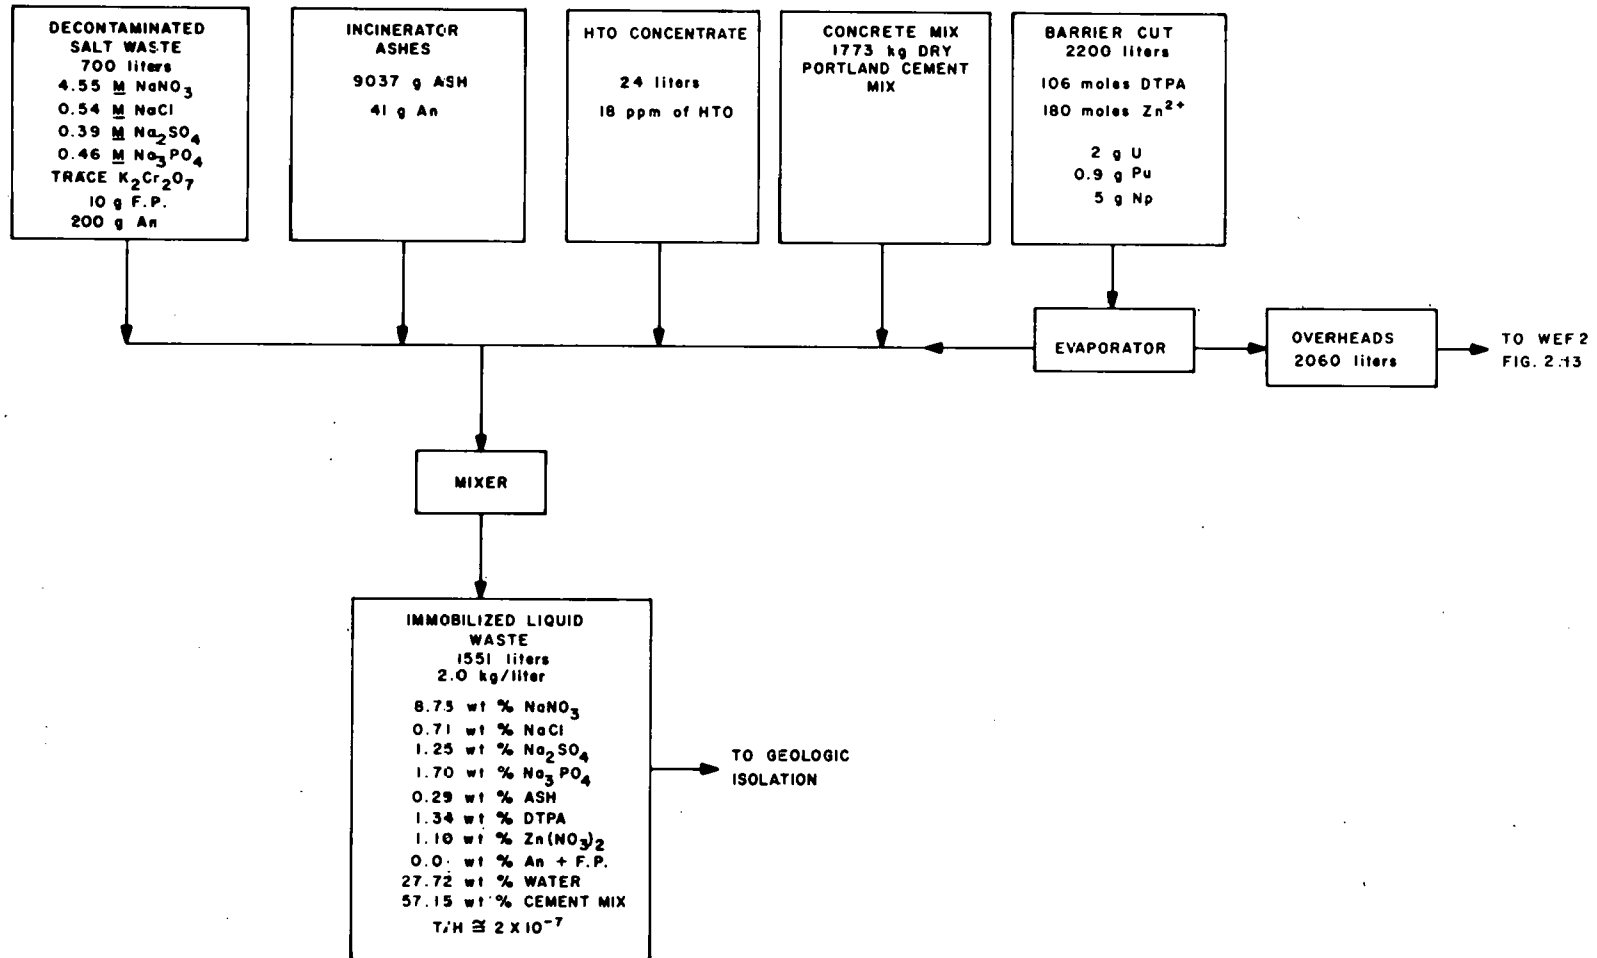 DECONTAMINATED
SALT WASTE
700 liters
4.55 M NaNO3
0.54 M NaCl
0.39 M Na2SO4
0.46 M Na3PO4
TRACE K2Cr2O7
10 g F.P.
200 g An
INCINERATOR
ASHES
9037 g ASH
41 g An
HTO CONCENTRATE
24 liters
18 ppm of HTO
CONCRETE MIX
1773 kg DRY
PORTLAND CEMENT
MIX
BARRIER CUT
2200 liters
106 moles DTPA
180 moles Zn2+
2 g U
0.9 g Pu
5 g Np
EVAPORATOR
OVERHEADS
2060 liters
TO WEF 2
FIG. 2.13
MIXER
IMMOBILIZED LIQUID
WASTE
1551 liters
2.0 kg/liter
8.75 wt % NaNO3
0.71 wt % NaCl
1.25 wt % Na2SO4
1.70 wt % Na3PO4
0.29 wt % ASH
1.34 wt % DTPA
1.10 wt % Zn(NO3)2
wt % An + F.P.
27.72 wt % WATER
57.15 wt % CEMENT MIX
T/H ≅ 2 X 10-7
TO GEOLOGIC
ISOLATION